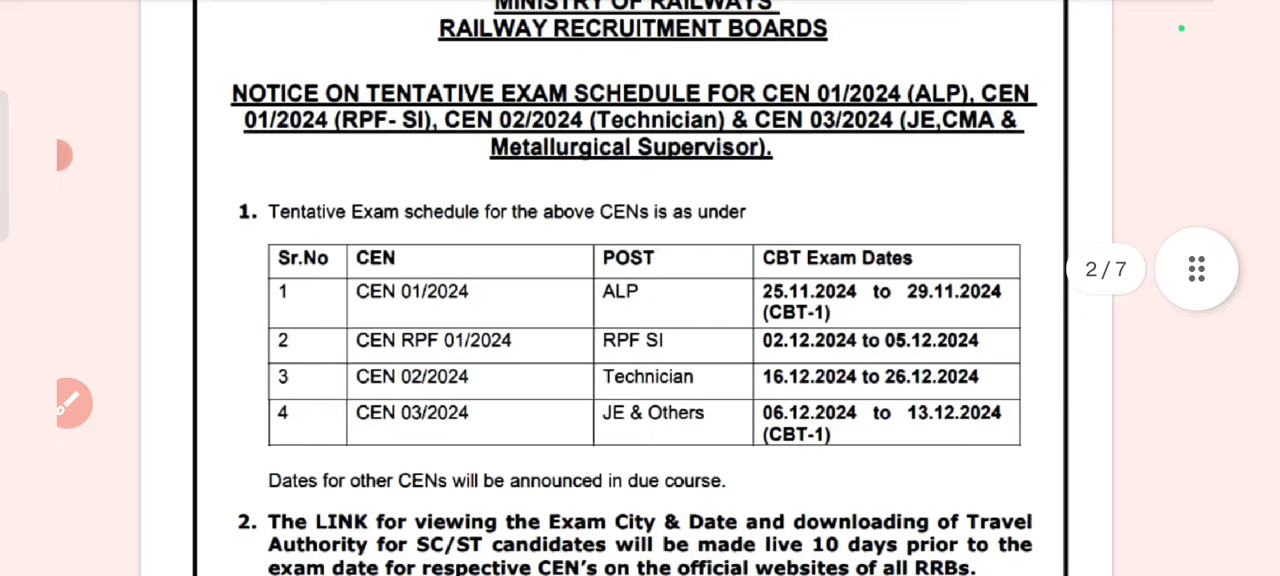 MINISTRY OF RAILWAYS
RAILWAY RECRUITMENT BOARDS
NOTICE ON TENTATIVE EXAM SCHEDULE FOR CEN 01/2024 (ALP), CEN
01/2024 (RPF- SI), CEN 02/2024 (Technician) & CEN 03/2024 (JE,CMA &
Metallurgical Supervisor).
1. Tentative Exam schedule for the above CENs is as under
Sr.No CEN POST CBT Exam Dates
1 CEN 01/2024 ALP 25.11.2024 to 29.11.2024
(CBT-1)
2 CEN RPF 01/2024 RPF SI 02.12.2024 to 05.12.2024
3 CEN 02/2024 Technician 16.12.2024 to 26.12.2024
4 CEN 03/2024 JE & Others 06.12.2024 to 13.12.2024
(CBT-1)
Dates for other CENs will be announced in due course.
2. The LINK for viewing the Exam City & Date and downloading of Travel
Authority for SC/ST candidates will be made live 10 days prior to the
exam date for respective CEN's on the official websites of all RRBs.
2/7